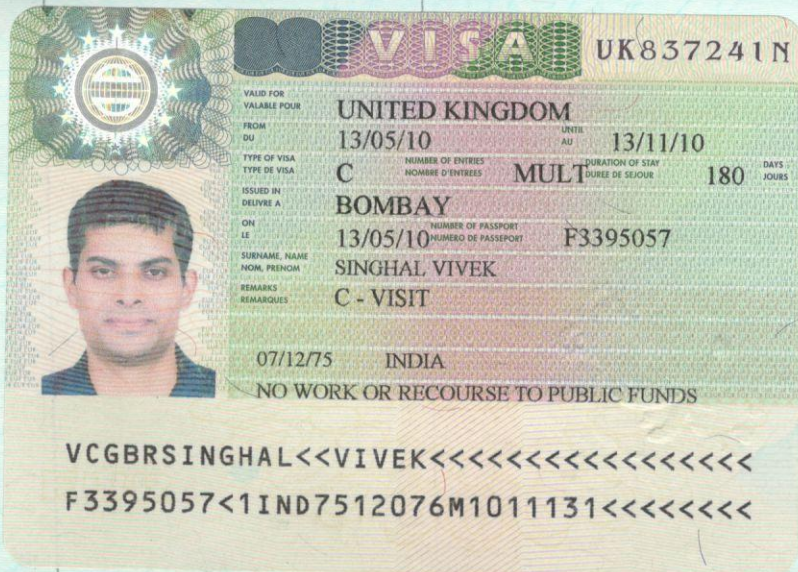 VISA UK837241N
VALID FOR
VALABLE POUR UNITED KINGDOM
FROM
DU 13/05/10 UNTIL
AU 13/11/10
TYPE OF VISA
TYPE DE VISA C NUMBER OF ENTRIES
NOMBRE D'ENTREES MULT DURATION OF STAY
DUREE DE SEJOUR 180 DAYS
JOURS
ISSUED IN
DELIVRE A BOMBAY
ON
LE 13/05/10 NUMBER OF PASSPORT
NUMERO DE PASSEPORT F3395057
SURNAME, NAME
NOM, PRENOM SINGHAL VIVEK
REMARKS
REMARQUES C - VISIT
07/12/75 INDIA
NO WORK OR RECOURSE TO PUBLIC FUNDS
VCGBRSINGHAL<<VIVEK<<<<<<<<<<<<<<<<<
F3395057<1IND7512076M1011131<<<<<<<<